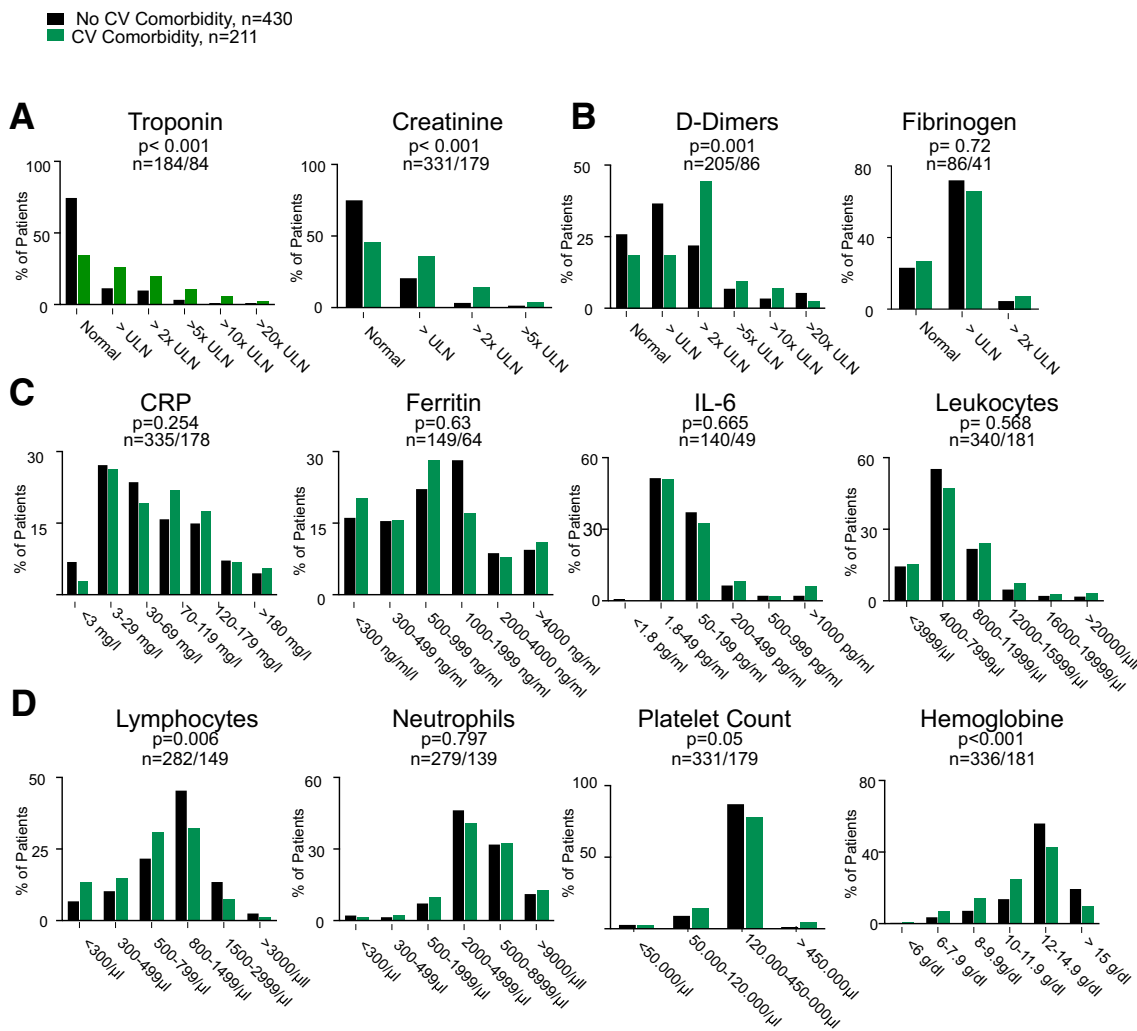 No CV Comorbidity, n=430
CV Comorbidity, n=211
A
Troponin
p< 0.001
n=184/84
% of Patients
100
50
0
Normal
> ULN
> 2x ULN
>5x ULN
>10x ULN
>20x ULN
Creatinine
p< 0.001
n=331/179
% of Patients
100
50
0
Normal
> ULN
> 2x ULN
>5x ULN
B
D-Dimers
p=0.001
n=205/86
% of Patients
50
25
0
Normal
> ULN
> 2x ULN
>5x ULN
>10x ULN
>20x ULN
Fibrinogen
p= 0.72
n=86/41
% of Patients
80
40
0
Normal
> ULN
> 2x ULN
C
CRP
p=0.254
n=335/178
% of Patients
30
15
0
<3 mg/l
3-29 mg/l
30-69 mg/l
70-119 mg/l
120-179 mg/l
>180 mg/l
Ferritin
p=0.63
n=149/64
% of Patients
30
15
0
<300 ng/ml/l
300-499 ng/ml
500-999 ng/ml
1000-1999 ng/ml
2000-4000 ng/ml
>4000 ng/ml
IL-6
p=0.665
n=140/49
% of Patients
60
30
0
<1.8 pg/ml
1.8-49 pg/ml
50-199 pg/ml
200-499 pg/ml
500-999 pg/ml
>1000 pg/ml
Leukocytes
p= 0.568
n=340/181
% of Patients
60
30
0
<3999/µl
4000-7999µl
8000-11999/µl
12000-15999/µl
16000-19999/µl
>20000/µl
D
Lymphocytes
p=0.006
n=282/149
% of Patients
50
25
0
<300/µl
300-499µl
500-799/µl
800-1499/µl
1500-2999/µl
>3000/µll
Neutrophils
p=0.797
n=279/139
% of Patients
60
30
0
<300/µl
300-499µl
500-1999/µl
2000-4999/µl
5000-8999/µl
>9000/µll
Platelet Count
p=0.05
n=331/179
% of Patients
100
50
0
<50.000/µl
50.000-120.000/µl
120.000-450-000µl
> 450.000µl
Hemoglobine
p<0.001
n=336/181
% of Patients
80
40
0
<6 g/dl
6-7.9 g/dl
8-9.9g/dl
10-11.9 g/dl
12-14.9 g/dl
> 15 g/dl